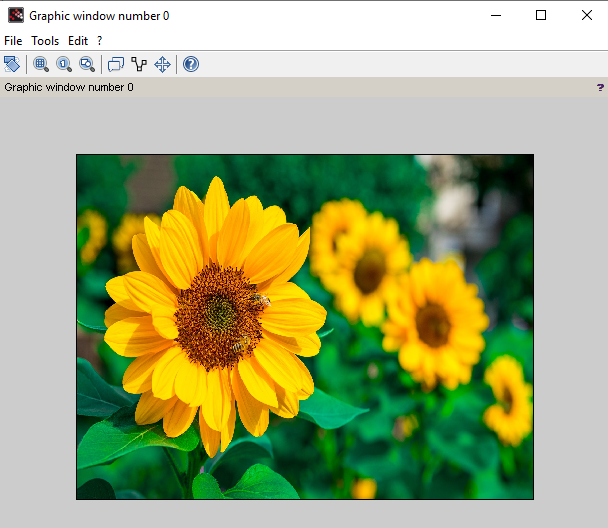 Graphic window number 0
File Tools Edit ?
Graphic window number 0 ?